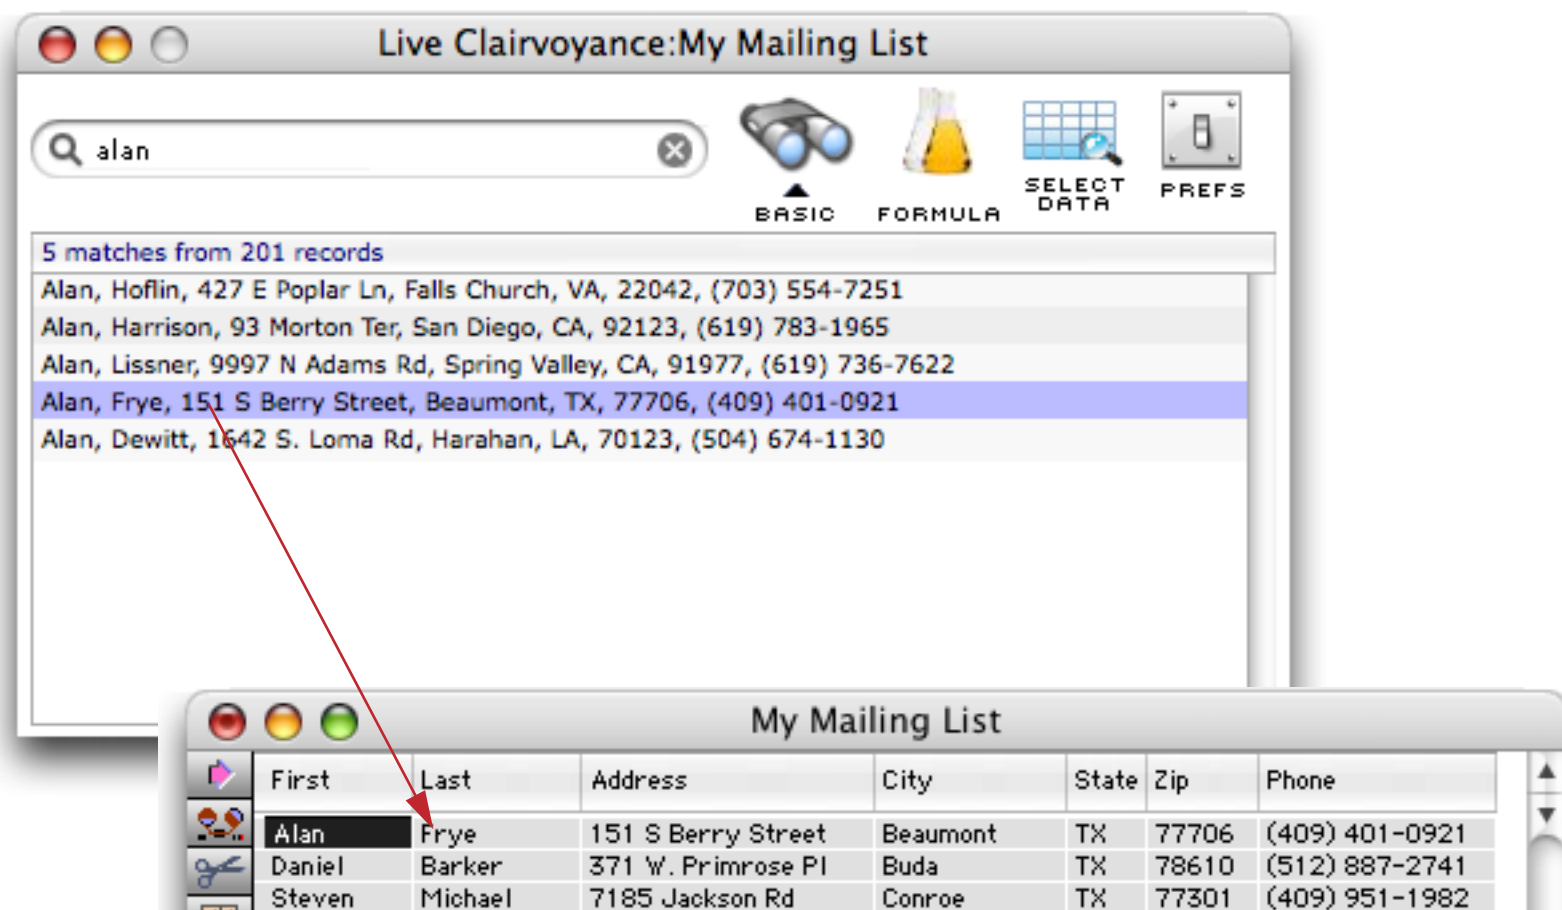 Live Clairvoyance:My Mailing List
alan
BASIC
FORMULA
SELECT
DATA
PREFS
5 matches from 201 records
Alan, Hoflin, 427 E Poplar Ln, Falls Church, VA, 22042, (703) 554-7251
Alan, Harrison, 93 Morton Ter, San Diego, CA, 92123, (619) 783-1965
Alan, Lissner, 9997 N Adams Rd, Spring Valley, CA, 91977, (619) 736-7622
Alan, Frye, 151 S Berry Street, Beaumont, TX, 77706, (409) 401-0921
Alan, Dewitt, 1642 S. Loma Rd, Harahan, LA, 70123, (504) 674-1130
My Mailing List
First Last Address City State Zip Phone
Alan Frye 151 S Berry Street Beaumont TX 77706 (409) 401-0921
Daniel Barker 371 W. Primrose Pl Buda TX 78610 (512) 887-2741
Steven Michael 7185 Jackson Rd Conroe TX 77301 (409) 951-1982